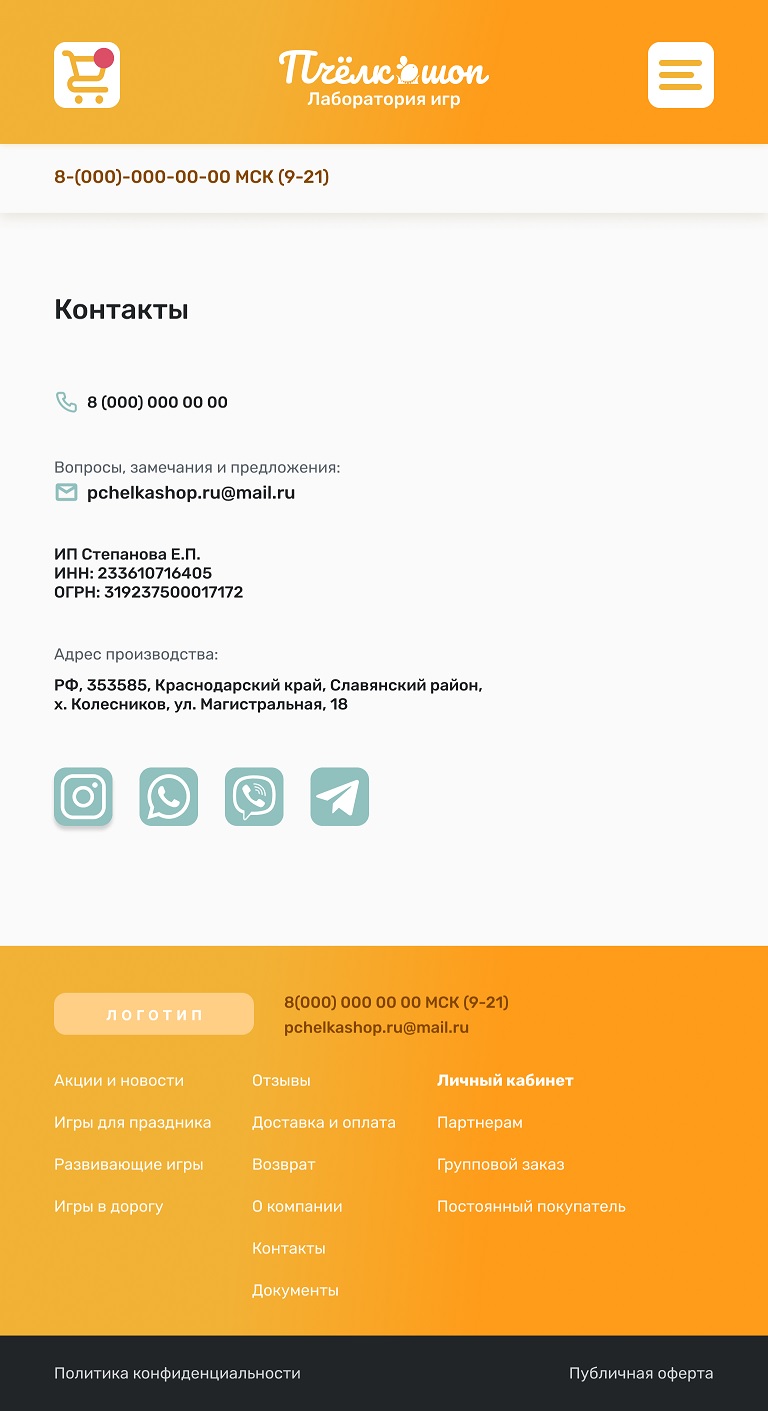 Пчёлкошоп
Лаборатория игр
8-(000)-000-00-00 МСК (9-21)
Контакты
8 (000) 000 00 00
Вопросы, замечания и предложения:
pchelkashop.ru@mail.ru
ИП Степанова Е.П.
ИНН: 233610716405
ОГРН: 319237500017172
Адрес производства:
РФ, 353585, Краснодарский край, Славянский район,
х. Колесников, ул. Магистральная, 18
ЛОГОТИП
8(000) 000 00 00 МСК (9-21)
pchelkashop.ru@mail.ru
Акции и новости
Игры для праздника
Развивающие игры
Игры в дорогу
Отзывы
Доставка и оплата
Возврат
О компании
Контакты
Документы
Личный кабинет
Партнерам
Групповой заказ
Постоянный покупатель
Политика конфиденциальности
Публичная оферта